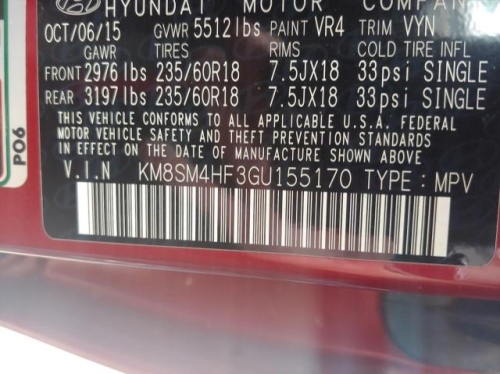 HYUNDAI MOTOR COMPANY
OCT/06/15 GVWR 5512lbs PAINT VR4 TRIM VYN
GAWR TIRES RIMS COLD TIRE INFL
FRONT 2976lbs 235/60R18 7.5JX18 33psi SINGLE
REAR 3197lbs 235/60R18 7.5JX18 33psi SINGLE
THIS VEHICLE CONFORMS TO ALL APPLICABLE U.S.A. FEDERAL
MOTOR VEHICLE SAFETY AND THEFT PREVENTION STANDARDS
IN EFFECT ON THE DATE OF MANUFACTURE SHOWN ABOVE
V.I.N KM8SM4HF3GU155170 TYPE : MPV
PO6